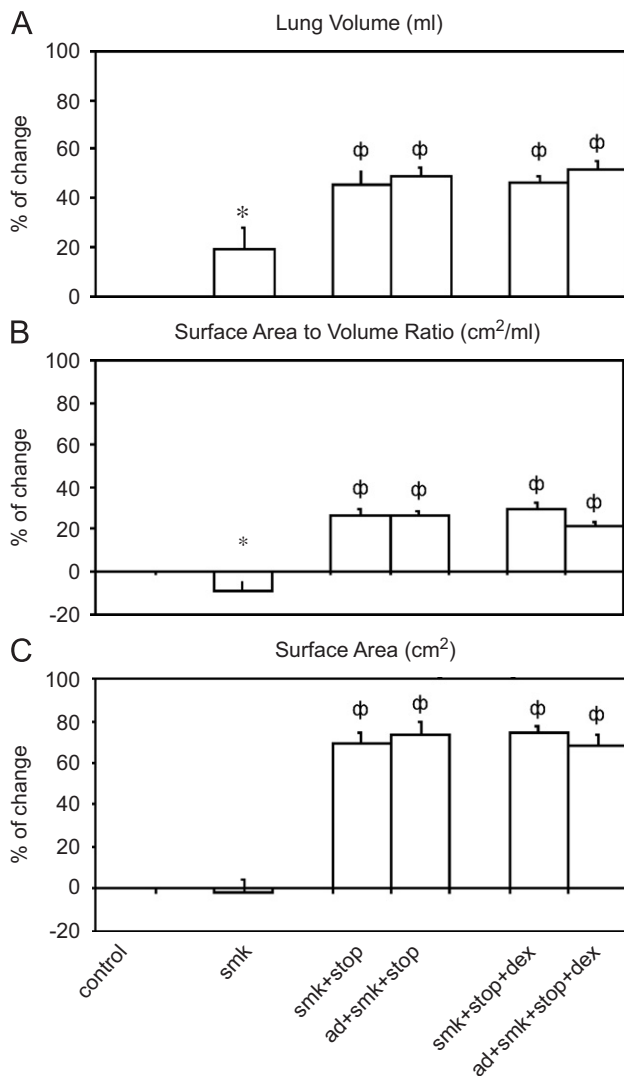 A
Lung Volume (ml)
% of change
100
80
60
40
20
0
*
ф
ф
ф
ф
B
Surface Area to Volume Ratio (cm²/ml)
% of change
100
80
60
40
20
0
-20
*
ф
ф
ф
ф
C
Surface Area (cm²)
% of change
100
80
60
40
20
0
-20
ф
ф
ф
ф
control
smk
smk+stop
ad+smk+stop
smk+stop+dex
ad+smk+stop+dex